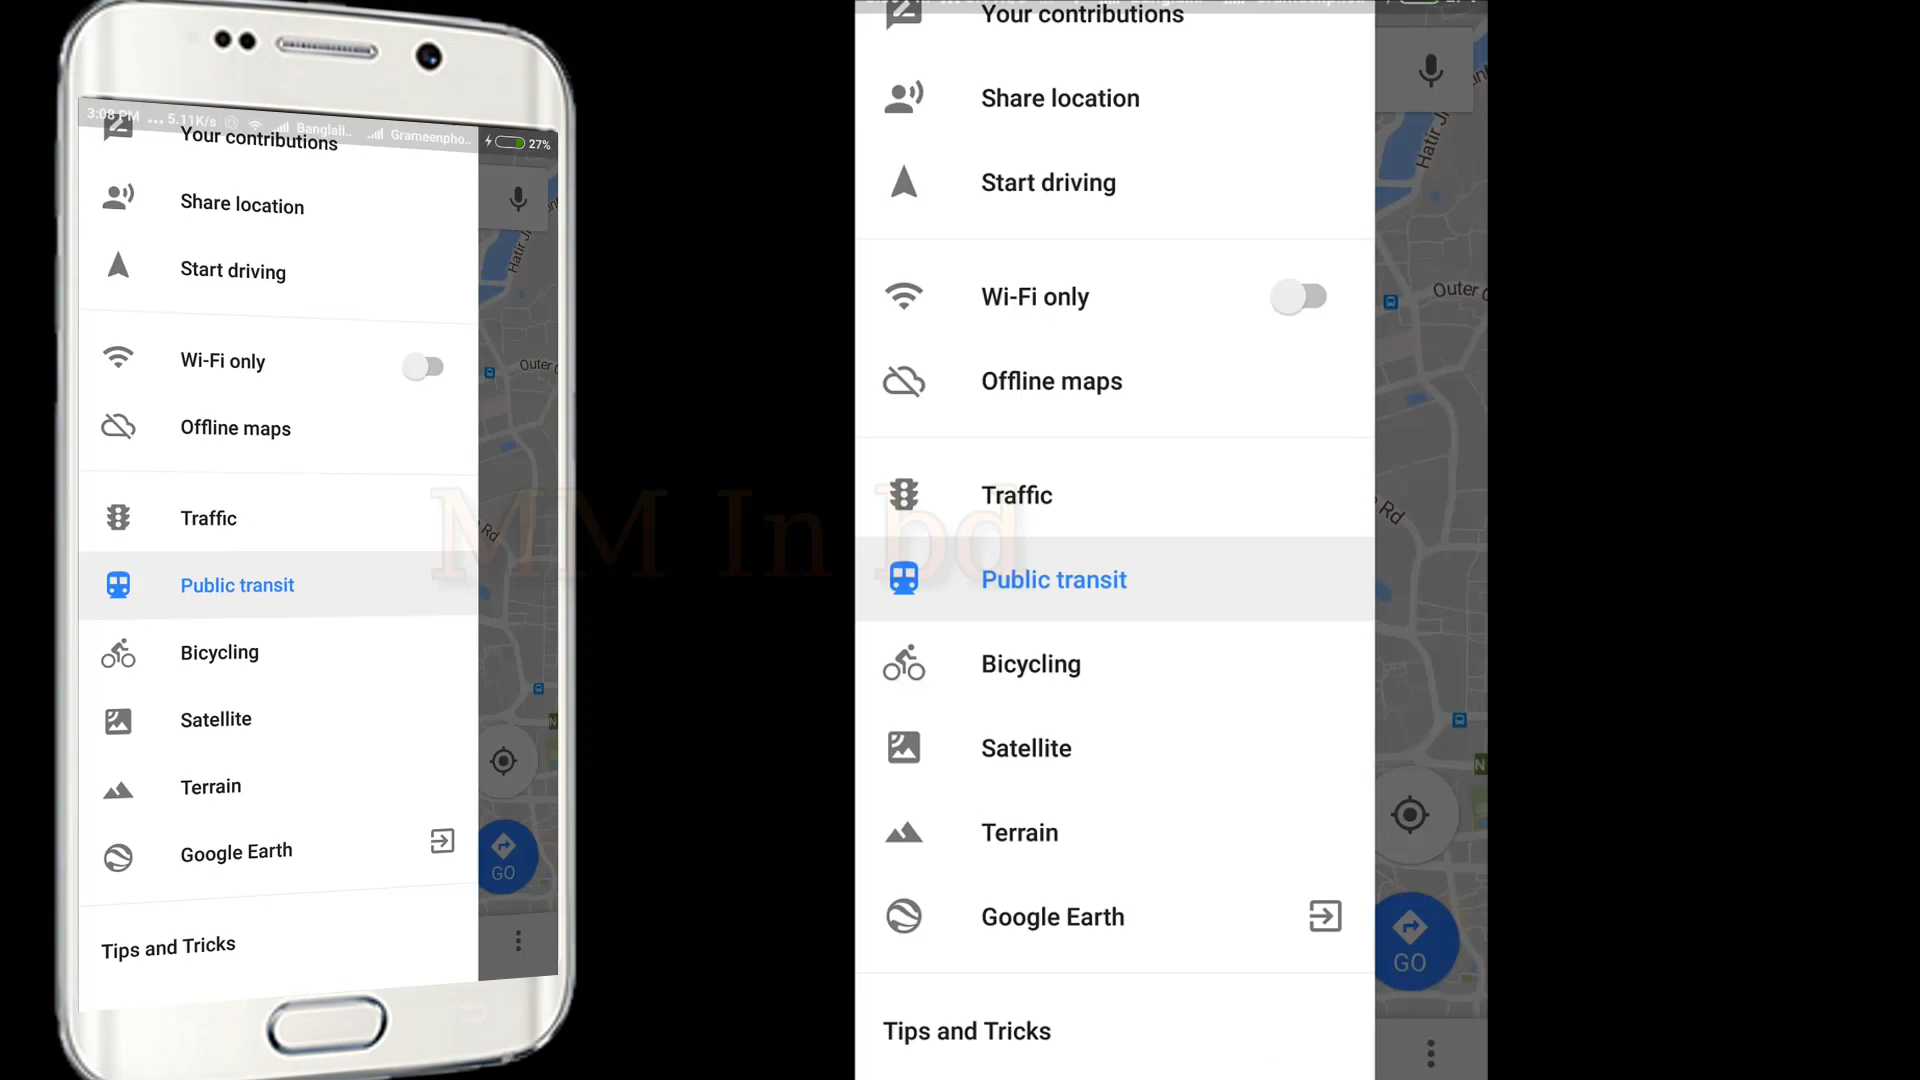 3:08 PM ... 5.11K/s Banglali.. Grameenpho.. 27%
Your contributions
Share location
Start driving
Wi-Fi only
Offline maps
Traffic
Public transit
Bicycling
Satellite
Terrain
Google Earth
Tips and Tricks
Hatir
Outer
Rd
N
GO
MM In bd
Your contributions
Share location
Start driving
Wi-Fi only
Offline maps
Traffic
Public transit
Bicycling
Satellite
Terrain
Google Earth
Tips and Tricks
Hatir
Outer
Rd
N
GO